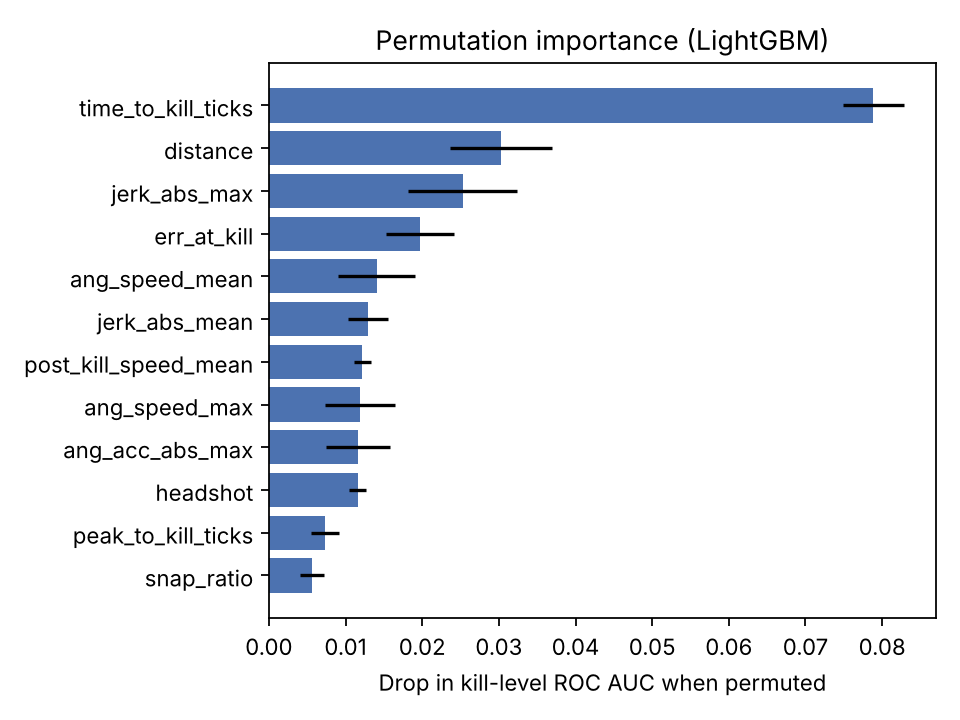 Permutation importance (LightGBM)
time_to_kill_ticks
distance
jerk_abs_max
err_at_kill
ang_speed_mean
jerk_abs_mean
post_kill_speed_mean
ang_speed_max
ang_acc_abs_max
headshot
peak_to_kill_ticks
snap_ratio
0.00 0.01 0.02 0.03 0.04 0.05 0.06 0.07 0.08
Drop in kill-level ROC AUC when permuted